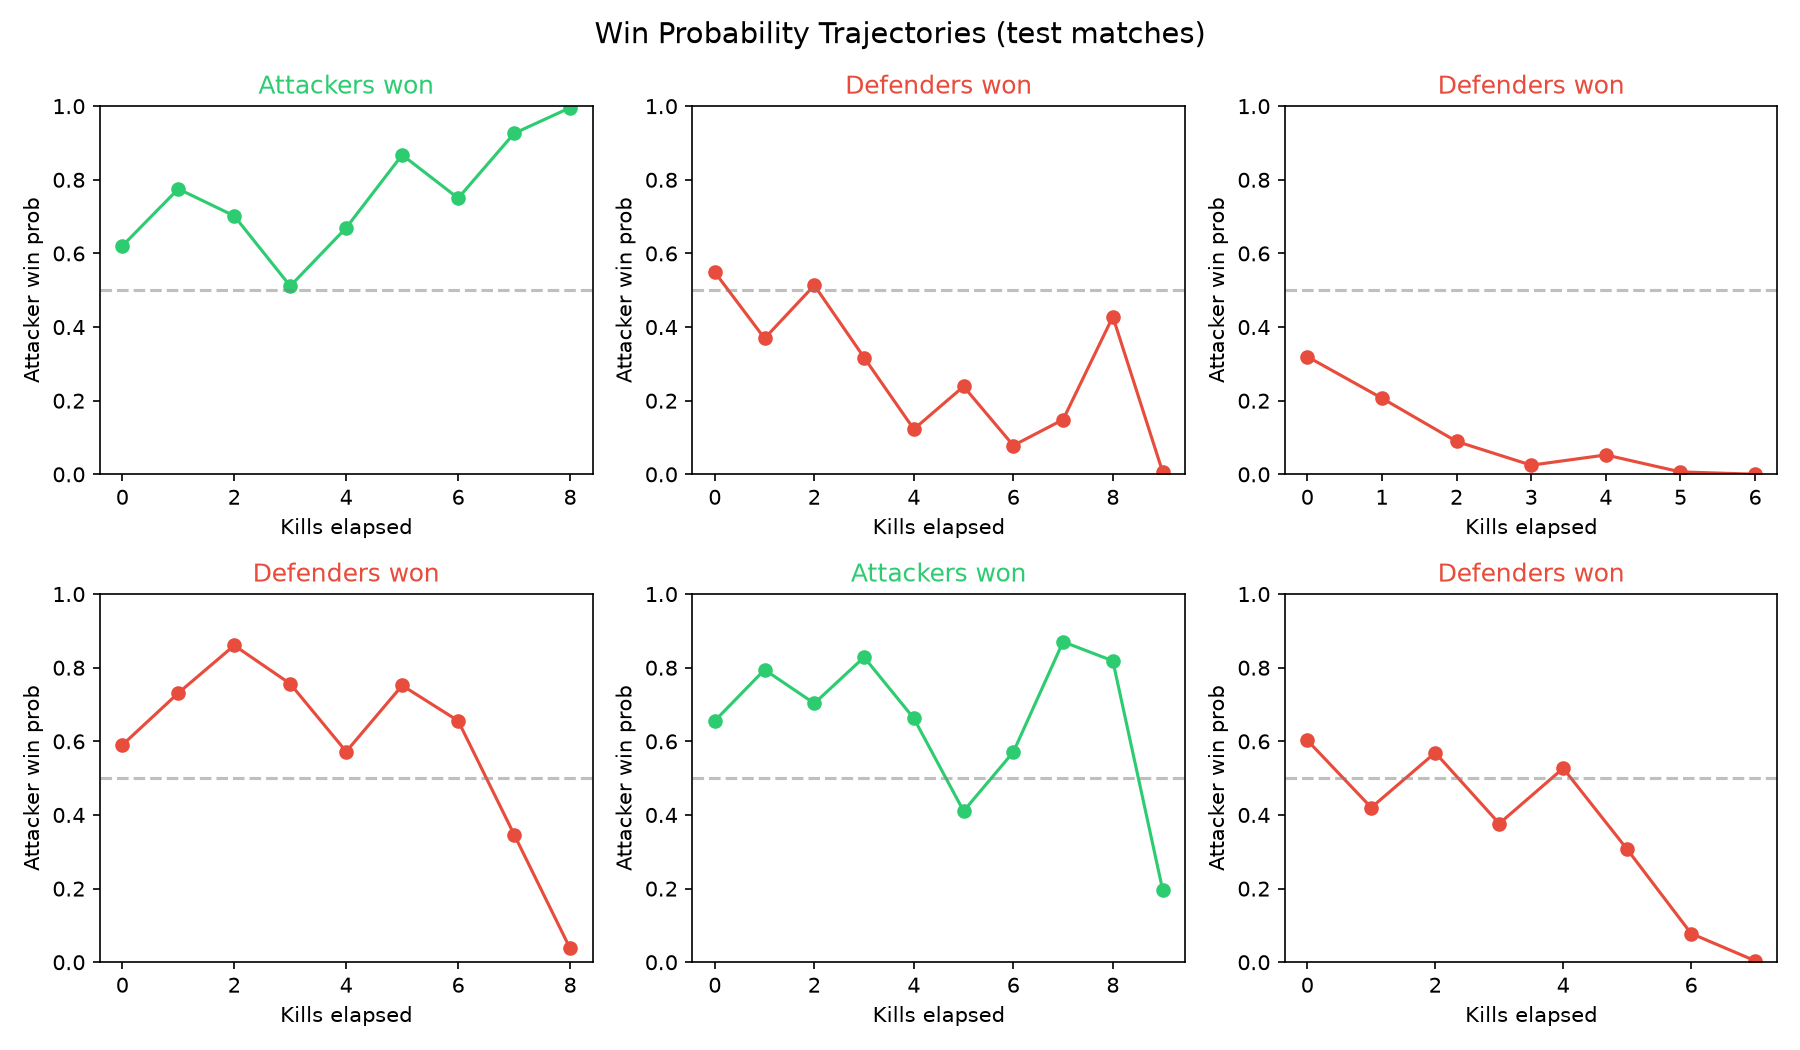 Win Probability Trajectories (test matches)
Attackers won
1.0
0.8
0.6
0.4
0.2
0.0
Attacker win prob
0 2 4 6 8
Kills elapsed
Defenders won
1.0
0.8
0.6
0.4
0.2
0.0
Attacker win prob
0 2 4 6 8
Kills elapsed
Defenders won
1.0
0.8
0.6
0.4
0.2
0.0
Attacker win prob
0 1 2 3 4 5 6
Kills elapsed
Defenders won
1.0
0.8
0.6
0.4
0.2
0.0
Attacker win prob
0 2 4 6 8
Kills elapsed
Attackers won
1.0
0.8
0.6
0.4
0.2
0.0
Attacker win prob
0 2 4 6 8
Kills elapsed
Defenders won
1.0
0.8
0.6
0.4
0.2
0.0
Attacker win prob
0 2 4 6
Kills elapsed